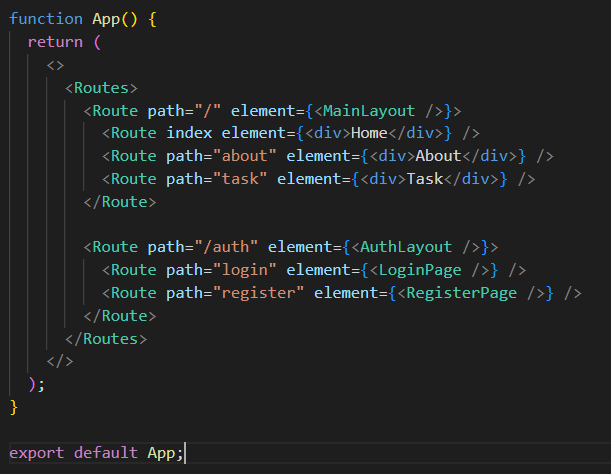 function App() {
  return (
    <>
      <Routes>
        <Route path="/" element={<MainLayout />}>
          <Route index element={<div>Home</div>} />
          <Route path="about" element={<div>About</div>} />
          <Route path="task" element={<div>Task</div>} />
        </Route>

        <Route path="/auth" element={<AuthLayout />}>
          <Route path="login" element={<LoginPage />} />
          <Route path="register" element={<RegisterPage />} />
        </Route>
      </Routes>
    </>
  );
}

export default App;